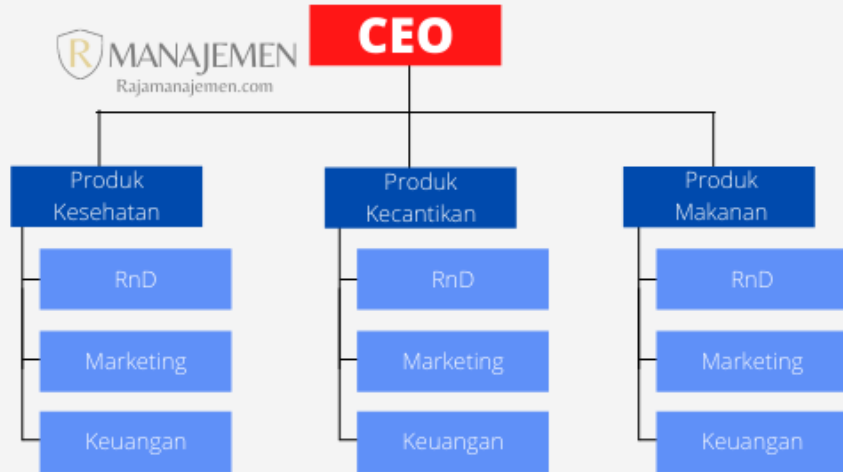 CEO
R MANAJEMEN
Rajamanajemen.com
Produk
Kesehatan
Produk
Kecantikan
Produk
Makanan
RnD
RnD
RnD
Marketing
Marketing
Marketing
Keuangan
Keuangan
Keuangan